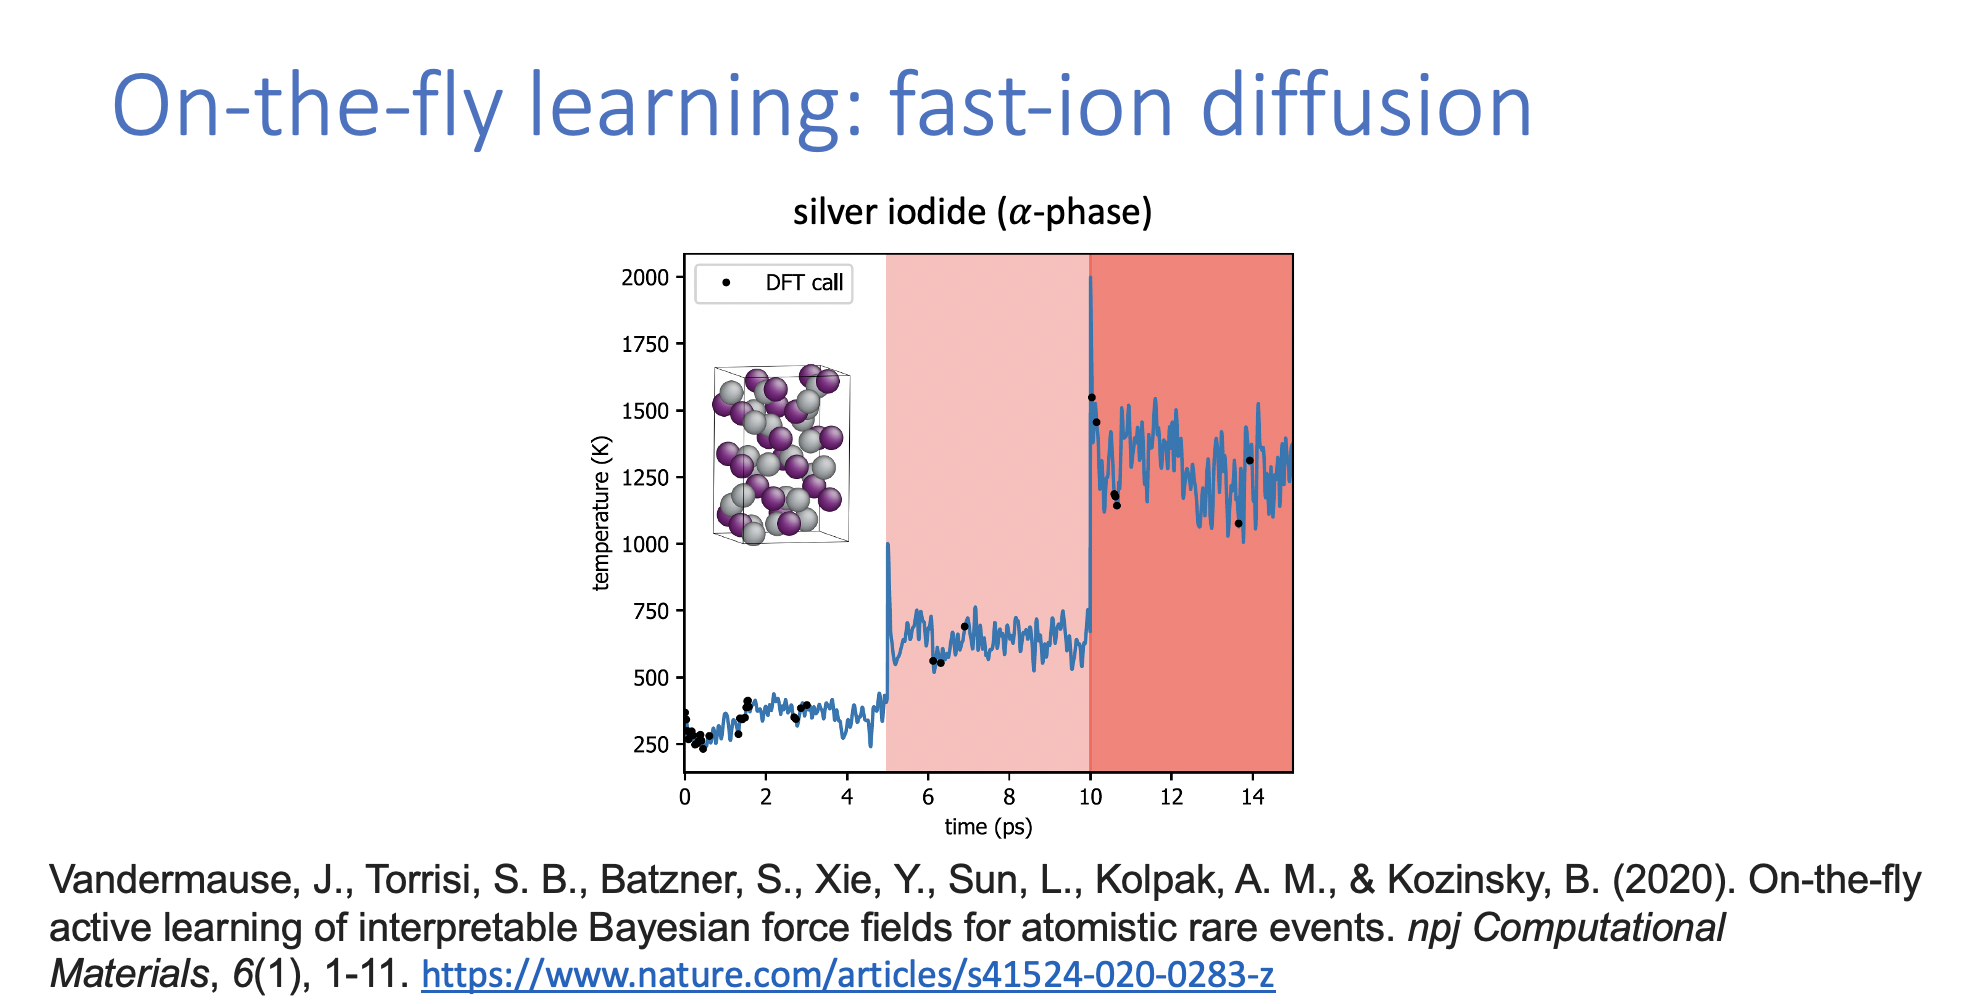 On-the-fly learning: fast-ion diffusion
silver iodide (α-phase)
DFT call
2000
1750
1500
1250
1000
750
500
250
temperature (K)
0 2 4 6 8 10 12 14
time (ps)
Vandermause, J., Torrisi, S. B., Batzner, S., Xie, Y., Sun, L., Kolpak, A. M., & Kozinsky, B. (2020). On-the-fly
active learning of interpretable Bayesian force fields for atomistic rare events. npj Computational
Materials, 6(1), 1-11. https://www.nature.com/articles/s41524-020-0283-z